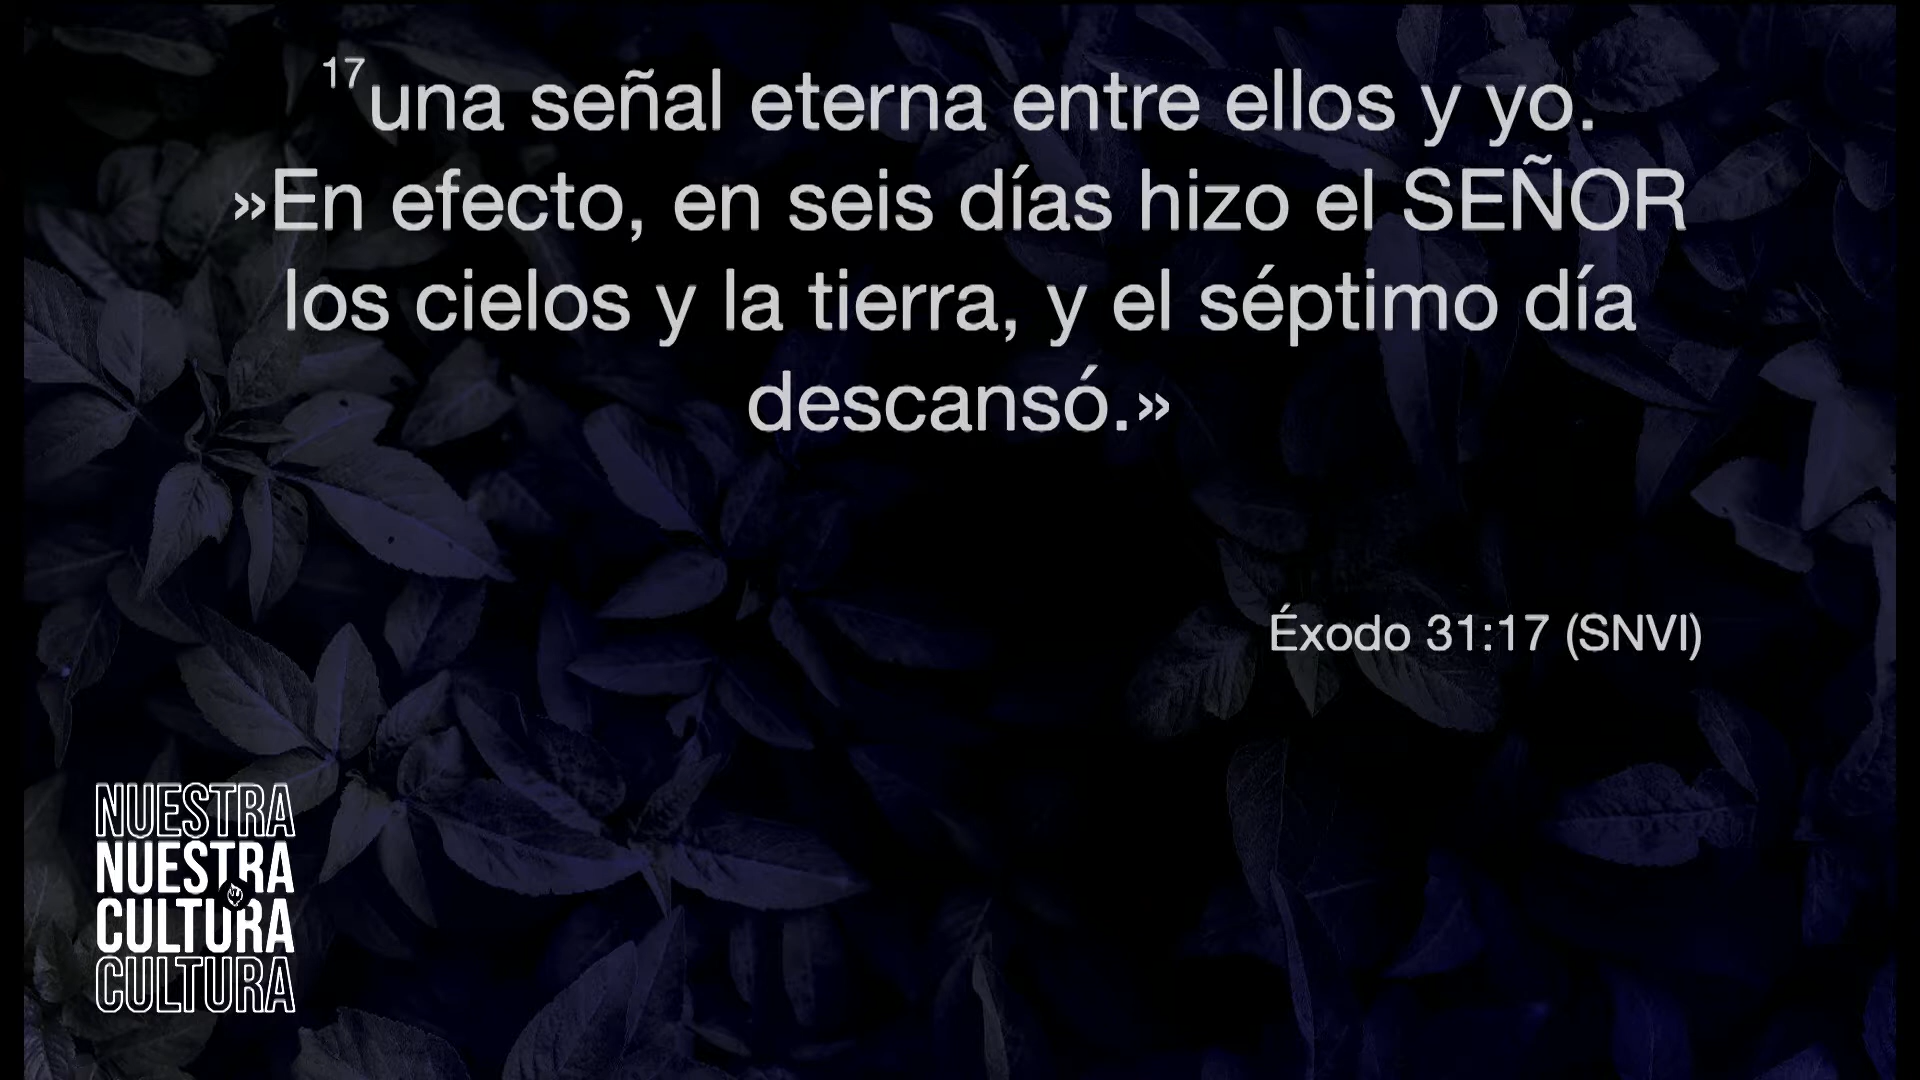 17una señal eterna entre ellos y yo.
»En efecto, en seis días hizo el SEÑOR
los cielos y la tierra, y el séptimo día
descansó.»
Éxodo 31:17 (SNVI)
NUESTRA
NUESTRA
CULTURA
CULTURA